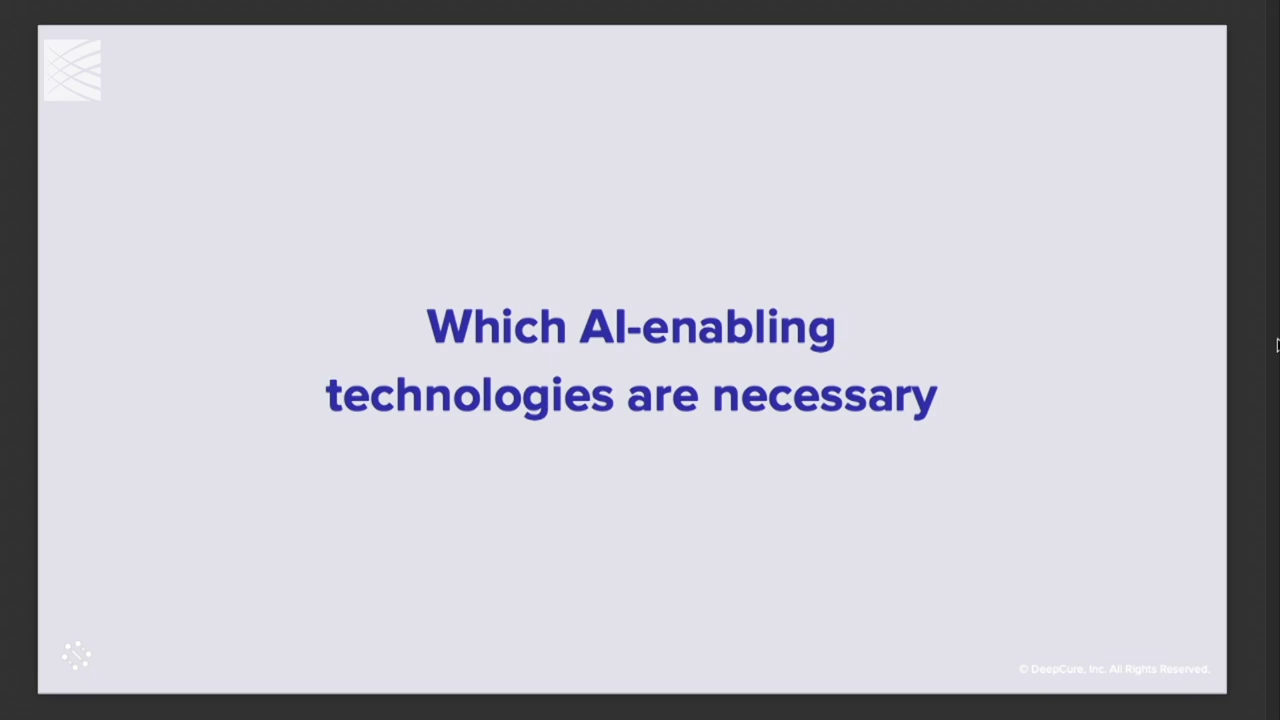 Which AI-enabling
technologies are necessary
© DeepCure, Inc. All Rights Reserved.